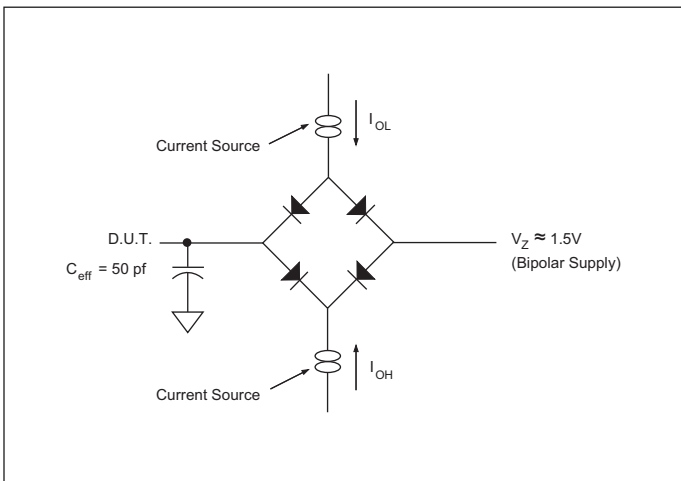 I_OL
Current Source
D.U.T.
V_Z ≈ 1.5V
C_eff = 50 pf
(Bipolar Supply)
I_OH
Current Source